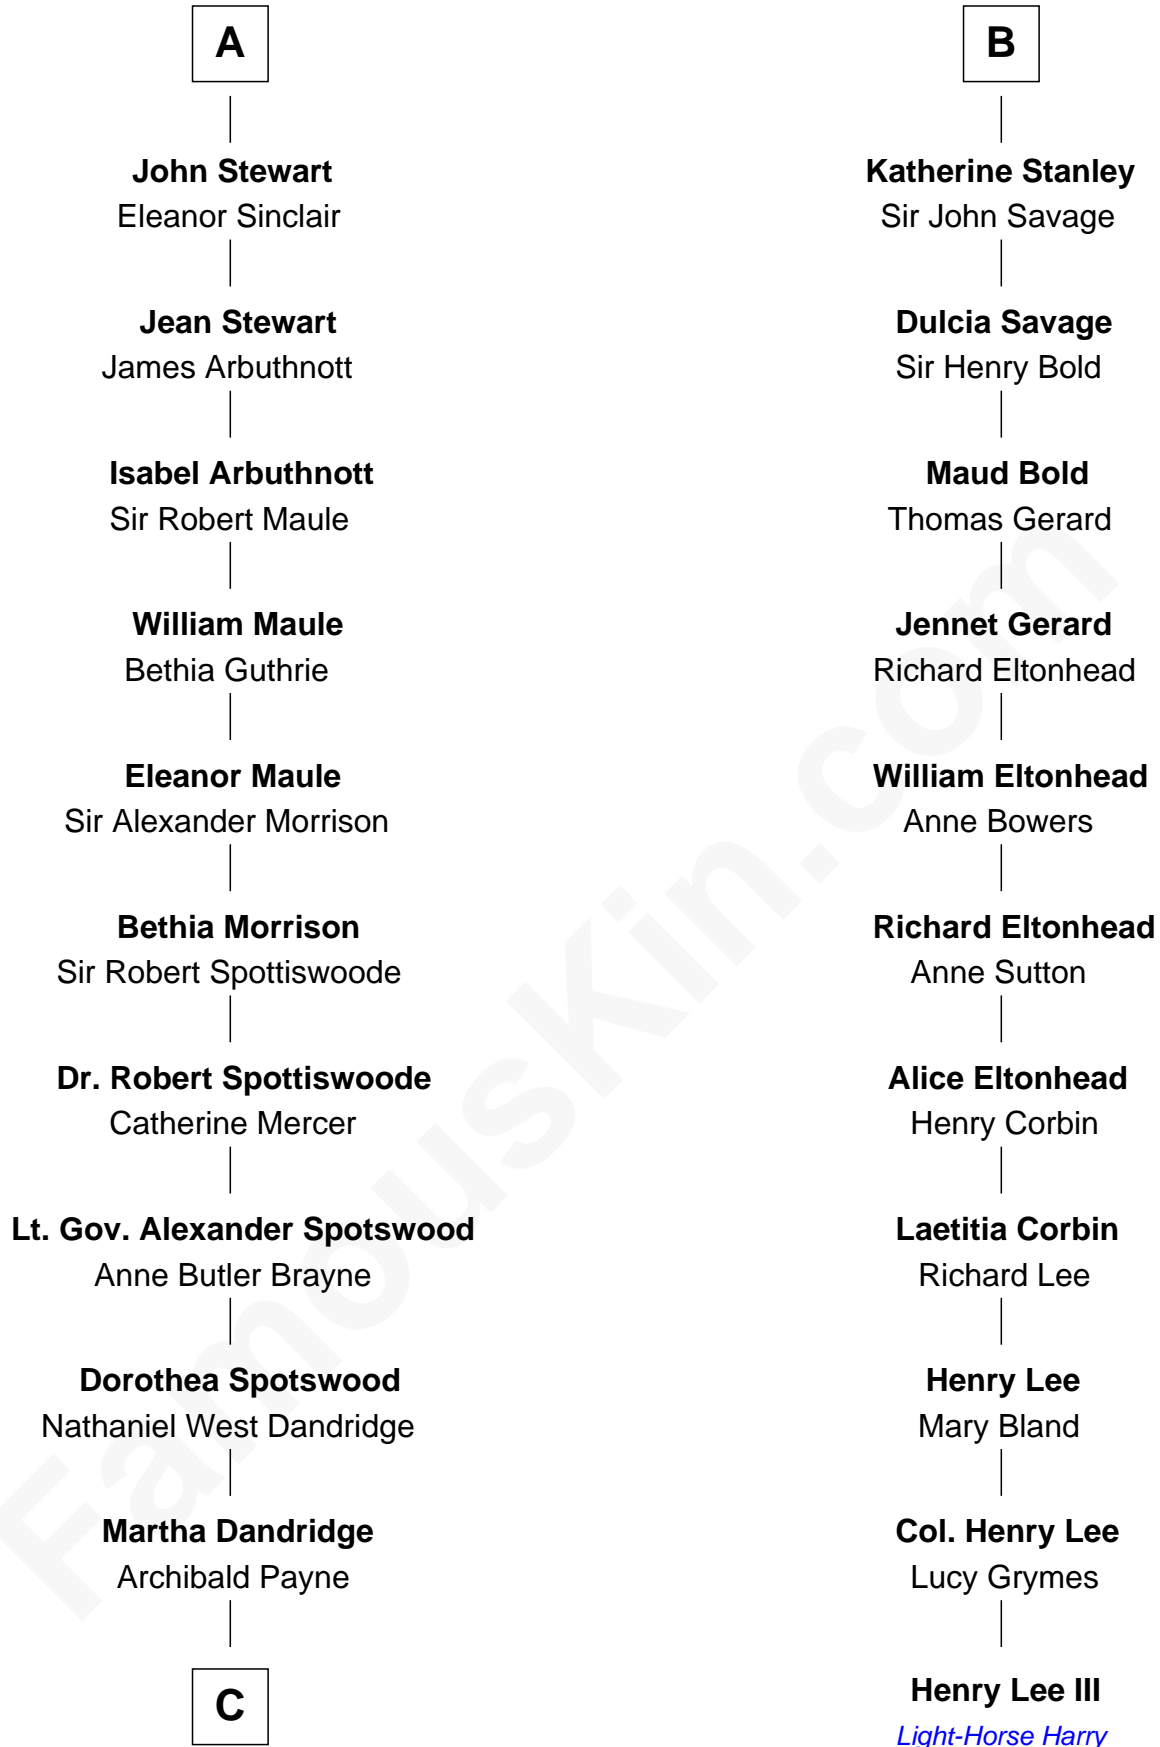 A
John Stewart
Eleanor Sinclair
Jean Stewart
James Arbuthnott
Isabel Arbuthnott
Sir Robert Maule
William Maule
Bethia Guthrie
Eleanor Maule
Sir Alexander Morrison
Bethia Morrison
Sir Robert Spottiswoode
Dr. Robert Spottiswoode
Catherine Mercer
Lt. Gov. Alexander Spotswood
Anne Butler Brayne
Dorothea Spotswood
Nathaniel West Dandridge
Martha Dandridge
Archibald Payne
C
B
Katherine Stanley
Sir John Savage
Dulcia Savage
Sir Henry Bold
Maud Bold
Thomas Gerard
Jennet Gerard
Richard Eltonhead
William Eltonhead
Anne Bowers
Richard Eltonhead
Anne Sutton
Alice Eltonhead
Henry Corbin
Laetitia Corbin
Richard Lee
Henry Lee
Mary Bland
Col. Henry Lee
Lucy Grymes
Henry Lee III
Light-Horse Harry
FamousKin.com